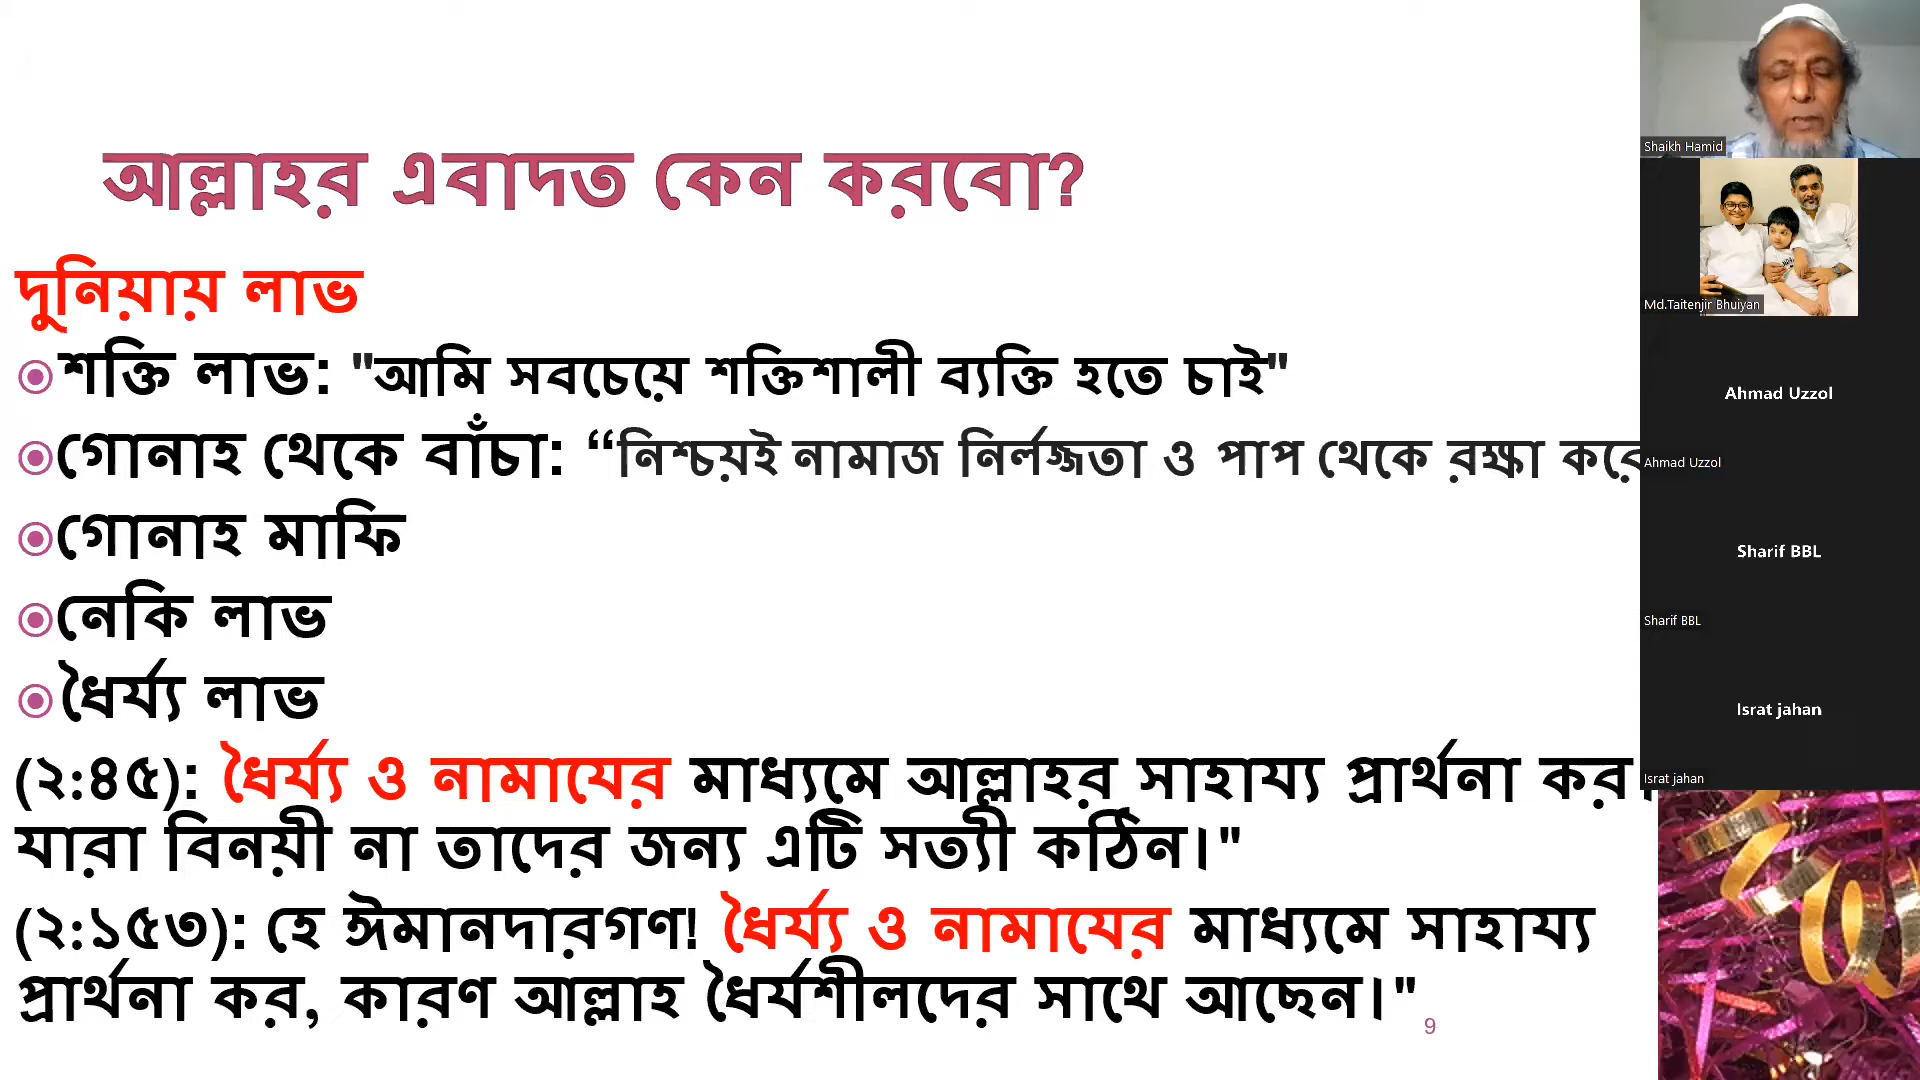 আল্লাহর এবাদত কেন করবো?
দুনিয়ায় লাভ
শক্তি লাভ: "আমি সবচেয়ে শক্তিশালী ব্যক্তি হতে চাই"
গোনাহ থেকে বাঁচা: “নিশ্চয়ই নামাজ নির্লজ্জতা ও পাপ থেকে রক্ষা করে
গোনাহ মাফি
নেকি লাভ
ধৈর্য্য লাভ
(২:৪৫): ধৈর্য্য ও নামাযের মাধ্যমে আল্লাহর সাহায্য প্রার্থনা কর।
যারা বিনয়ী না তাদের জন্য এটি সত্যী কঠিন।"
(২:১৫৩): হে ঈমানদারগণ! ধৈর্য্য ও নামাযের মাধ্যমে সাহায্য
প্রার্থনা কর, কারণ আল্লাহ ধৈর্যশীলদের সাথে আছেন।"
9
Shaikh Hamid
Md.Taitenjir Bhuiyan
Ahmad Uzzol
Ahmad Uzzol
Sharif BBL
Sharif BBL
Israt jahan
Israt jahan